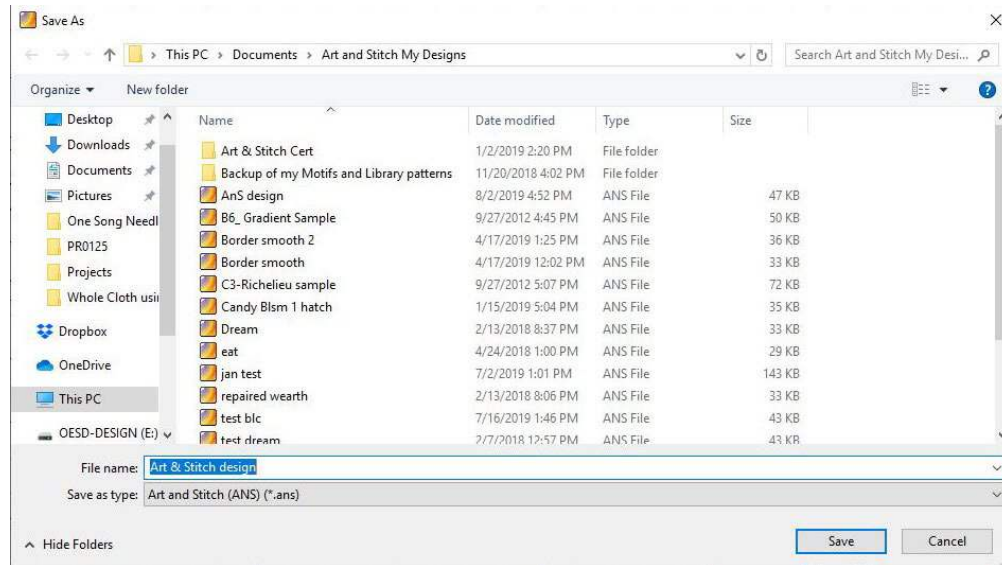 Save As
This PC > Documents > Art and Stitch My Designs
Search Art and Stitch My Desi...
Organize
New folder
Desktop
Downloads
Documents
Pictures
One Song Needl
PR0125
Projects
Whole Cloth usin
Dropbox
OneDrive
This PC
OESD-DESIGN (E:)
Name Date modified Type Size
Art & Stitch Cert 1/2/2019 2:20 PM File folder
Backup of my Motifs and Library patterns 11/20/2018 4:02 PM File folder
AnS design 8/2/2019 4:52 PM ANS File 47 KB
B6_ Gradient Sample 9/27/2012 4:45 PM ANS File 50 KB
Border smooth 2 4/17/2019 1:25 PM ANS File 36 KB
Border smooth 4/17/2019 12:02 PM ANS File 33 KB
C3-Richelieu sample 9/27/2012 5:07 PM ANS File 72 KB
Candy Blsm 1 hatch 1/15/2019 5:04 PM ANS File 35 KB
Dream 2/13/2018 8:37 PM ANS File 33 KB
eat 4/24/2018 1:00 PM ANS File 29 KB
jan test 7/2/2019 1:01 PM ANS File 143 KB
repaired wearth 2/13/2018 8:06 PM ANS File 33 KB
test blc 7/16/2019 1:46 PM ANS File 43 KB
test dream 2/7/2018 12:57 PM ANS File 43 KB
File name: Art & Stitch design
Save as type: Art and Stitch (ANS) (*.ans)
Hide Folders
Save
Cancel